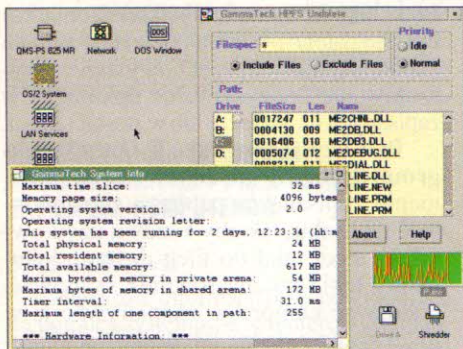 GammaTech HPFS Undelete
QMS-PS 825 MR
Network
DOS
DOS Window
OS/2 System
LAN Services
Filespec: *
Priority
Idle
Normal
Include Files
Exclude Files
Path:
Drive FileSize Len Name
A: 0017247 011 ME2CHNL.DLL
B: 0004130 009 ME2DB.DLL
C: 0016406 010 ME2DB3.DLL
D: 0005074 012 ME2DEBUG.DLL
ME2DIAL.DLL
LINE.DLL
LINE.NEW
LINE.PRM
LINE.PRM
About
Help
GammaTech System Info
Maximum time slice: 32 ms
Memory page size: 4096 bytes
Operating system version: 2.0
Operating system revision letter:
This system has been running for 2 days, 12:23:34 (hh:m
Total physical memory: 24 MB
Total resident memory: 12 MB
Total available memory: 617 MB
Maximum bytes of memory in private arena: 54 MB
Maximum bytes of memory in shared arena: 172 MB
Timer interval: 31.0 ms
Maximum length of one component in path: 255
*** Hardware Information: ***
Pulse
Drive A
Shredder